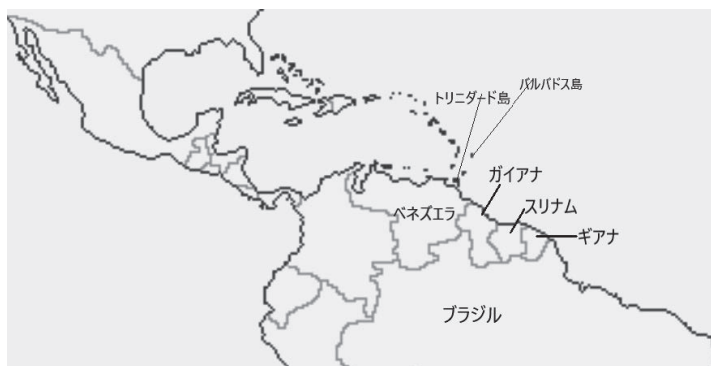 バルバドス島
トリニダード島
ガイアナ
スリナム
ベネズエラ
ギアナ
ブラジル